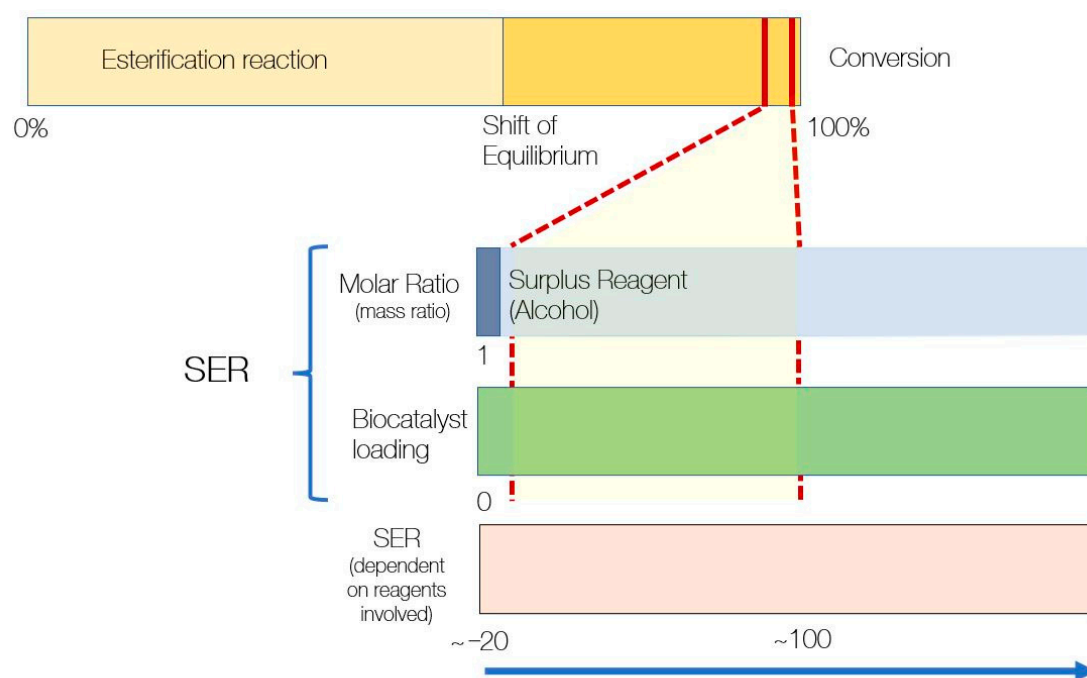 Esterification reaction
Conversion
0%
Shift of
Equilibrium
100%
Molar Ratio
(mass ratio)
Surplus Reagent
(Alcohol)
1
SER
Biocatalyst
loading
0
SER
(dependent
on reagents
involved)
~-20
~100